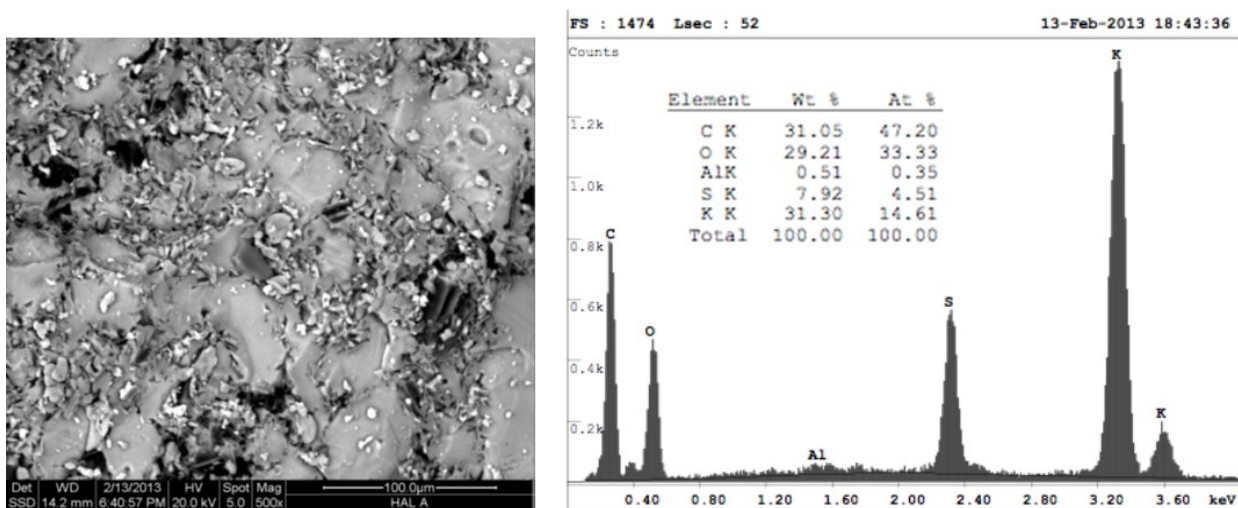 Det WD 2/13/2013 HV Spot Mag 100.0µm
SSD 14.2 mm 6:40:57 PM 20.0 kV 5.0 500x HAL A
FS : 1474 Lsec : 52 13-Feb-2013 18:43:36
Counts
Element Wt % At %
C K 31.05 47.20
O K 29.21 33.33
AlK 0.51 0.35
S K 7.92 4.51
K K 31.30 14.61
Total 100.00 100.00
1.2k
1.0k
0.8k
0.6k
0.4k
0.2k
C
O
Al
S
K
K
0.40 0.80 1.20 1.60 2.00 2.40 2.80 3.20 3.60 keV